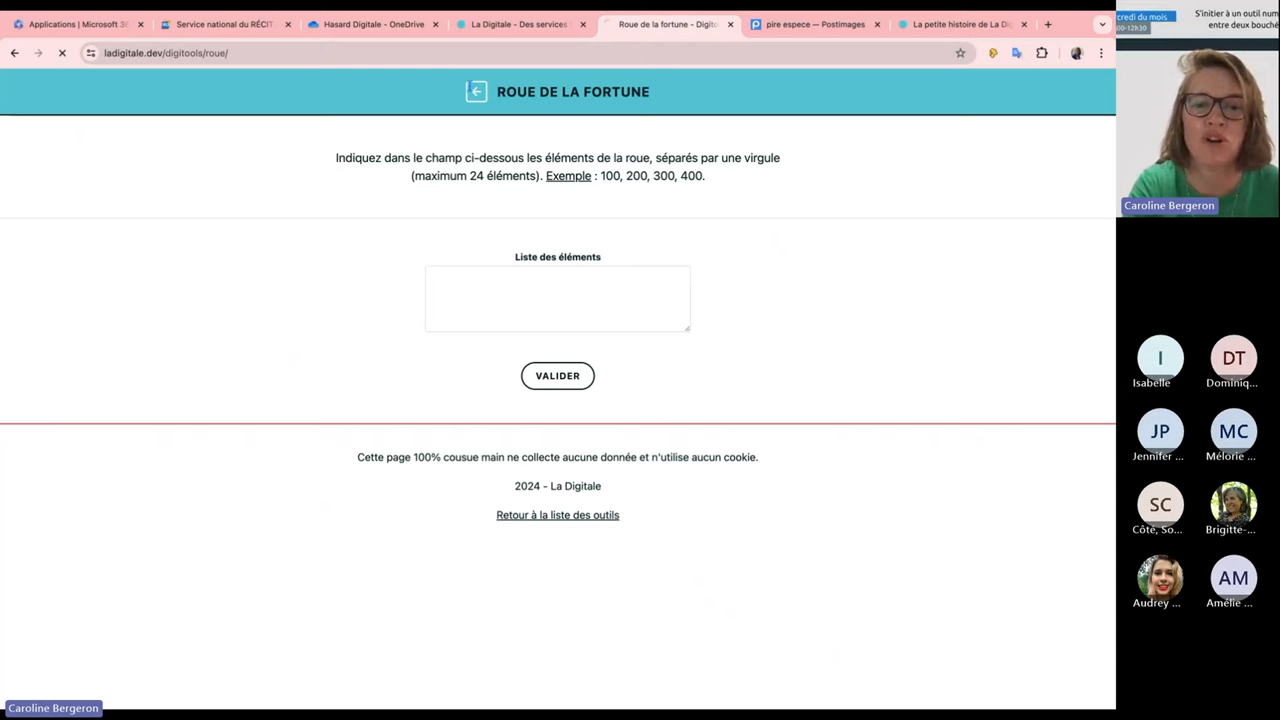 Applications | Microsoft 36
Service national du RÉCIT
Hasard Digitale - OneDrive
La Digitale - Des services
Roue de la fortune - Digito
pire espece — Postimages
La petite histoire de La Dig
credi du mois
00-12h30
S'initier à un outil num
entre deux bouché
ladigitale.dev/digitools/roue/
ROUE DE LA FORTUNE
Indiquez dans le champ ci-dessous les éléments de la roue, séparés par une virgule
(maximum 24 éléments). Exemple : 100, 200, 300, 400.
Liste des éléments
VALIDER
Cette page 100% cousue main ne collecte aucune donnée et n'utilise aucun cookie.
2024 - La Digitale
Retour à la liste des outils
Caroline Bergeron
I
Isabelle
DT
Dominiq...
JP
Jennifer ...
MC
Mélorie ...
SC
Côté, So...
Brigitte-...
Audrey ...
AM
Amélie ...
Caroline Bergeron